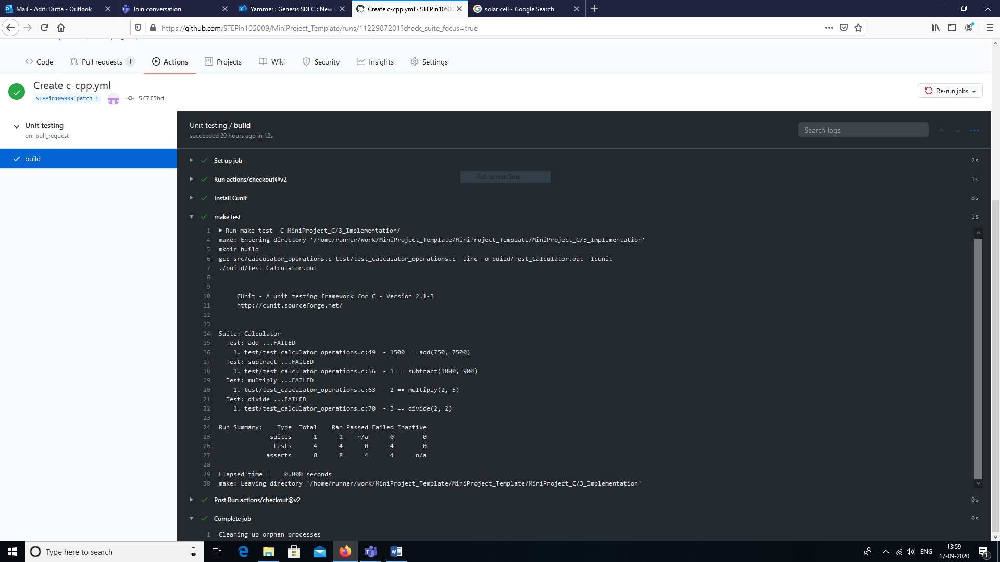 Mail - Aditi Dutta - Outlook
Join conversation
Yammer : Genesis SDLC : New
Create c-cpp.yml · STEPin10500
solar cell - Google Search
https://github.com/STEPin105009/MiniProject_Template/runs/1122987201?check_suite_focus=true
Code
Pull requests 1
Actions
Projects
Wiki
Security
Insights
Settings
Create c-cpp.yml
STEPin105009-patch-1
5f7f5bd
Re-run jobs
Unit testing
on: pull_request
build
Unit testing / build
succeeded 20 hours ago in 12s
Search logs
Set up job 2s
Full-screen Snip
Run actions/checkout@v2 1s
Install Cunit 8s
make test 1s
1 Run make test -C MiniProject_C/3_Implementation/
4 make: Entering directory '/home/runner/work/MiniProject_Template/MiniProject_Template/MiniProject_C/3_Implementation'
5 mkdir build
6 gcc src/calculator_operations.c test/test_calculator_operations.c -Iinc -o build/Test_Calculator.out -lcunit
7 ./build/Test_Calculator.out
8
9
10 CUnit - A unit testing framework for C - Version 2.1-3
11 http://cunit.sourceforge.net/
12
13
14 Suite: Calculator
15 Test: add ...FAILED
16 1. test/test_calculator_operations.c:49 - 1500 == add(750, 7500)
17 Test: subtract ...FAILED
18 1. test/test_calculator_operations.c:56 - 1 == subtract(1000, 900)
19 Test: multiply ...FAILED
20 1. test/test_calculator_operations.c:63 - 2 == multiply(2, 5)
21 Test: divide ...FAILED
22 1. test/test_calculator_operations.c:70 - 3 == divide(2, 2)
23
24 Run Summary: Type Total Ran Passed Failed Inactive
25 suites 1 1 n/a 0 0
26 tests 4 4 0 4 0
27 asserts 8 8 4 4 n/a
28
29 Elapsed time = 0.000 seconds
30 make: Leaving directory '/home/runner/work/MiniProject_Template/MiniProject_Template/MiniProject_C/3_Implementation'
Post Run actions/checkout@v2 0s
Complete job 0s
1 Cleaning up orphan processes
Type here to search
ENG
13:59
17-09-2020
1